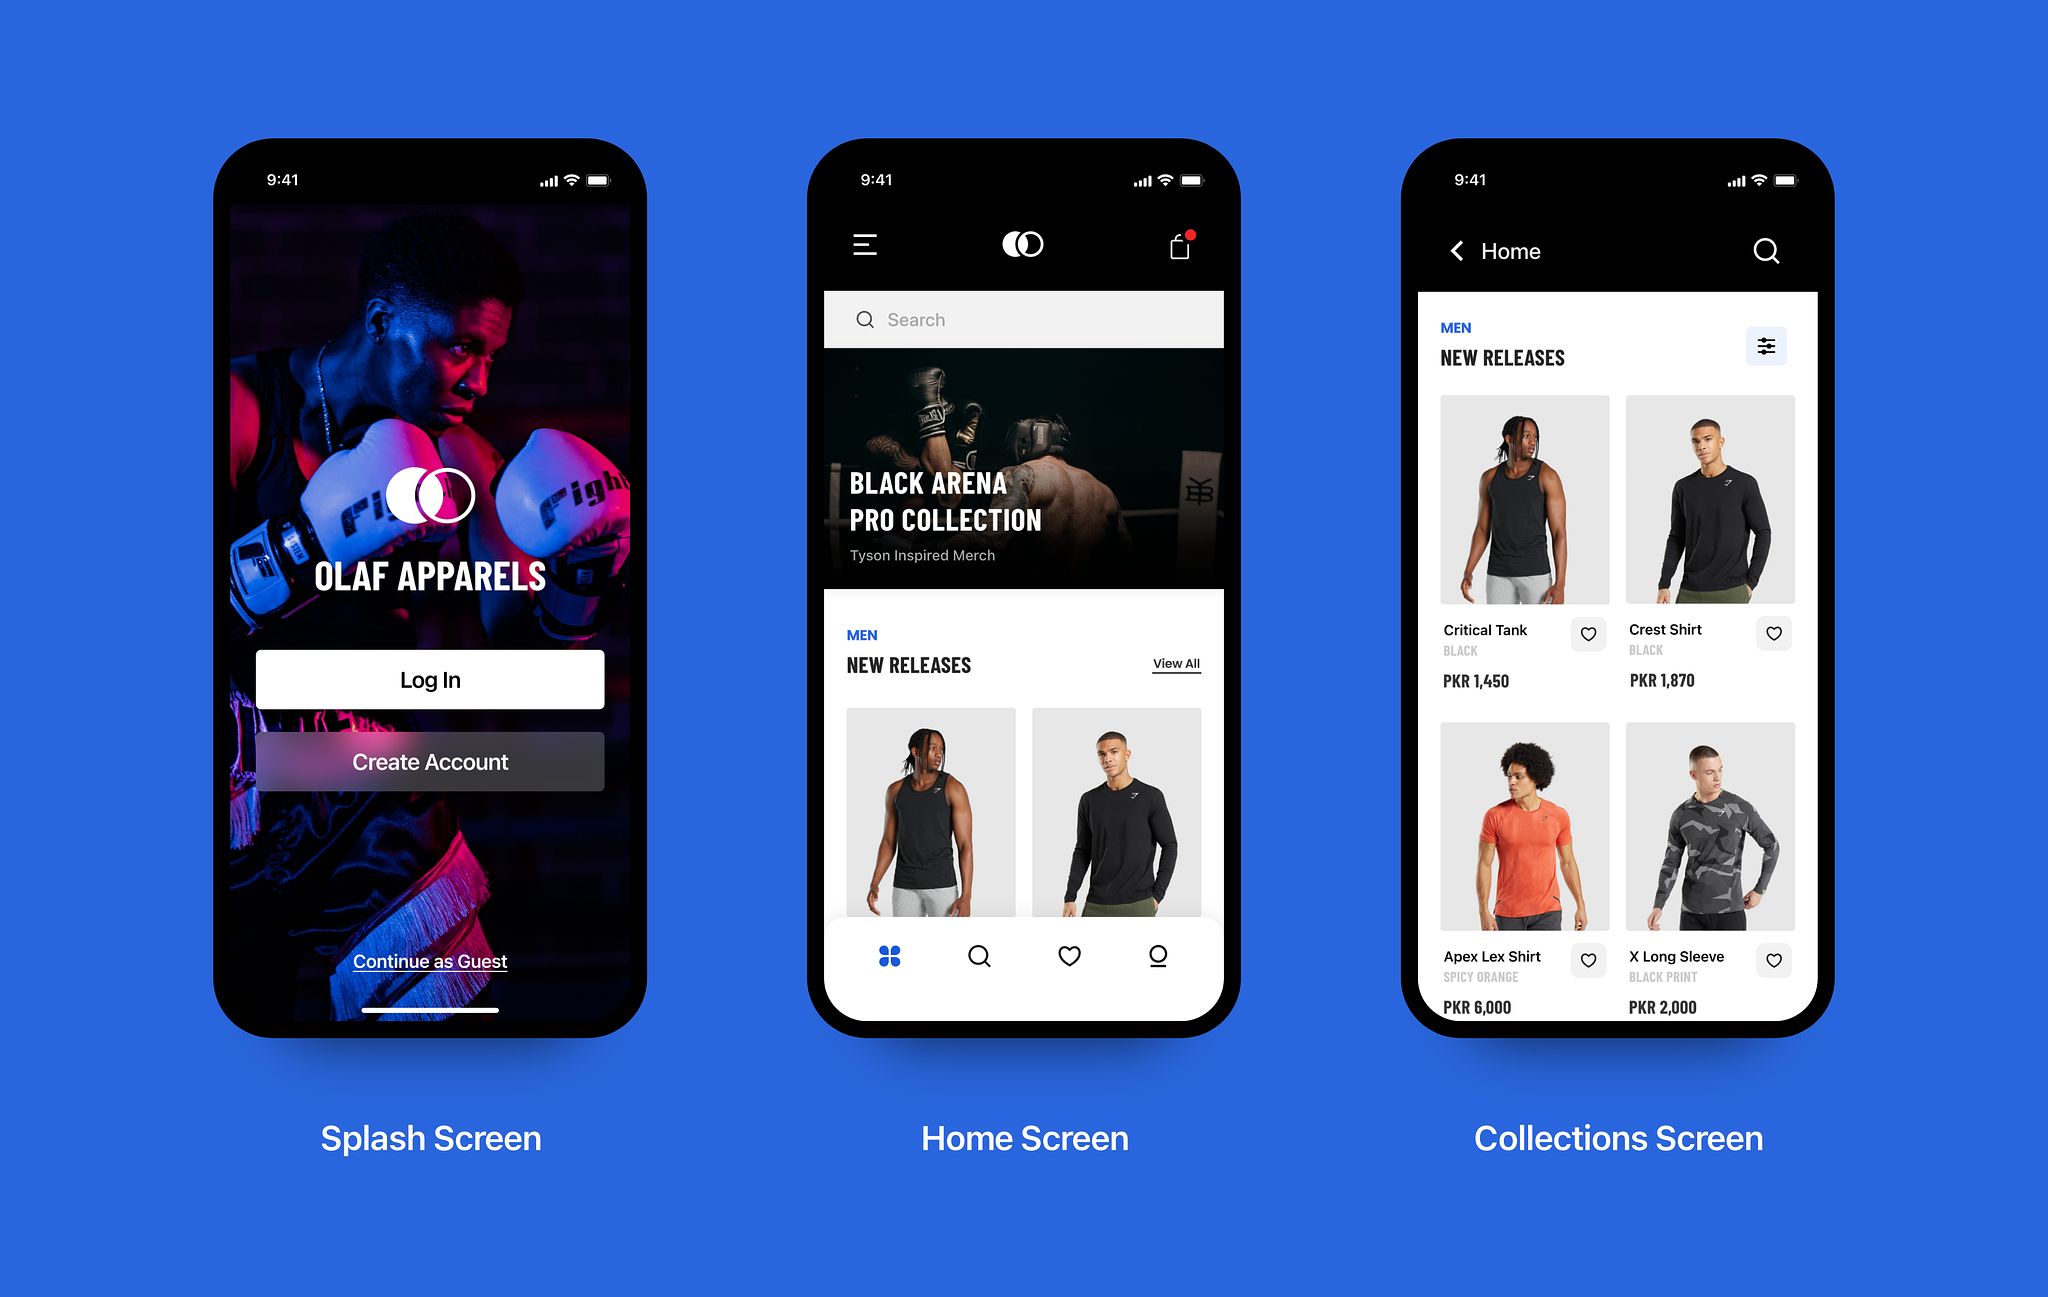 9:41
Fig
Figh
OLAF APPARELS
Log In
Create Account
Continue as Guest
Splash Screen
9:41
Search
BLACK ARENA
PRO COLLECTION
Tyson Inspired Merch
MEN
NEW RELEASES
View All
Home Screen
9:41
Home
MEN
NEW RELEASES
Critical Tank
BLACK
PKR 1,450
Crest Shirt
BLACK
PKR 1,870
Apex Lex Shirt
SPICY ORANGE
PKR 6,000
X Long Sleeve
BLACK PRINT
PKR 2,000
Collections Screen